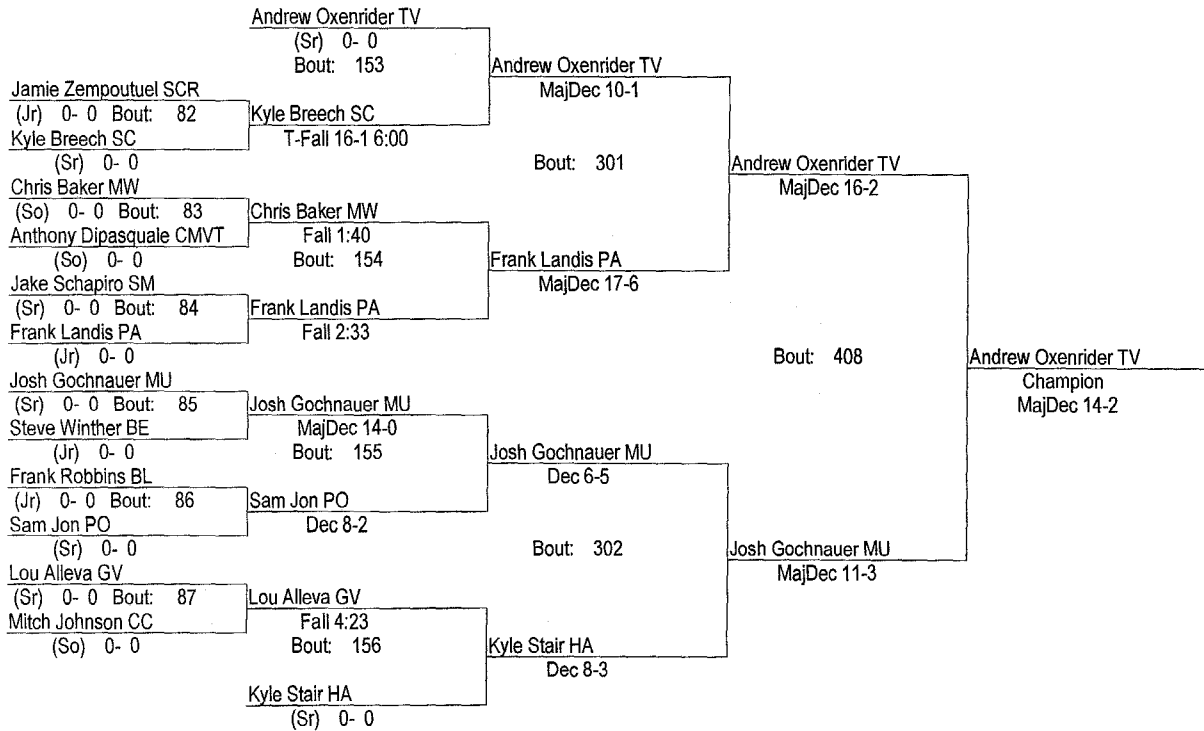 Andrew Oxenrider TV
(Sr) 0- 0
Bout: 153
Andrew Oxenrider TV
MajDec 10-1
Jamie Zempoutuel SCR
(Jr) 0- 0 Bout: 82
Kyle Breech SC
Kyle Breech SC
T-Fall 16-1 6:00
(Sr) 0- 0
Bout: 301
Andrew Oxenrider TV
MajDec 16-2
Chris Baker MW
(So) 0- 0 Bout: 83
Chris Baker MW
Anthony Dipasquale CMVT
Fall 1:40
(So) 0- 0
Bout: 154
Frank Landis PA
MajDec 17-6
Jake Schapiro SM
(Sr) 0- 0 Bout: 84
Frank Landis PA
Frank Landis PA
Fall 2:33
(Jr) 0- 0
Bout: 408
Andrew Oxenrider TV
Champion
MajDec 14-2
Josh Gochnauer MU
(Sr) 0- 0 Bout: 85
Josh Gochnauer MU
Steve Winther BE
MajDec 14-0
(Jr) 0- 0
Bout: 155
Josh Gochnauer MU
Dec 6-5
Frank Robbins BL
(Jr) 0- 0 Bout: 86
Sam Jon PO
Sam Jon PO
Dec 8-2
(Sr) 0- 0
Bout: 302
Josh Gochnauer MU
MajDec 11-3
Lou Alleva GV
(Sr) 0- 0 Bout: 87
Lou Alleva GV
Mitch Johnson CC
Fall 4:23
(So) 0- 0
Bout: 156
Kyle Stair HA
Dec 8-3
Kyle Stair HA
(Sr) 0- 0